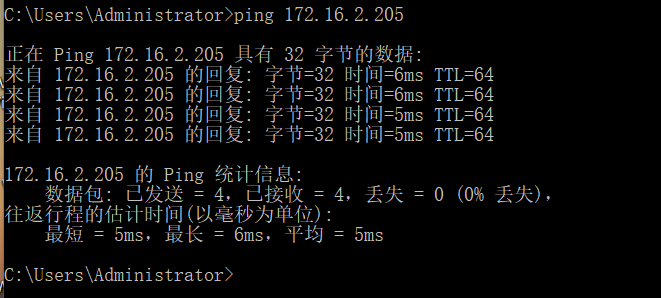 C:\Users\Administrator>ping 172.16.2.205
正在 Ping 172.16.2.205 具有 32 字节的数据:
来自 172.16.2.205 的回复: 字节=32 时间=6ms TTL=64
来自 172.16.2.205 的回复: 字节=32 时间=6ms TTL=64
来自 172.16.2.205 的回复: 字节=32 时间=5ms TTL=64
来自 172.16.2.205 的回复: 字节=32 时间=5ms TTL=64
172.16.2.205 的 Ping 统计信息:
数据包: 已发送 = 4，已接收 = 4，丢失 = 0 (0% 丢失)，
往返行程的估计时间(以毫秒为单位):
最短 = 5ms，最长 = 6ms，平均 = 5ms
C:\Users\Administrator>